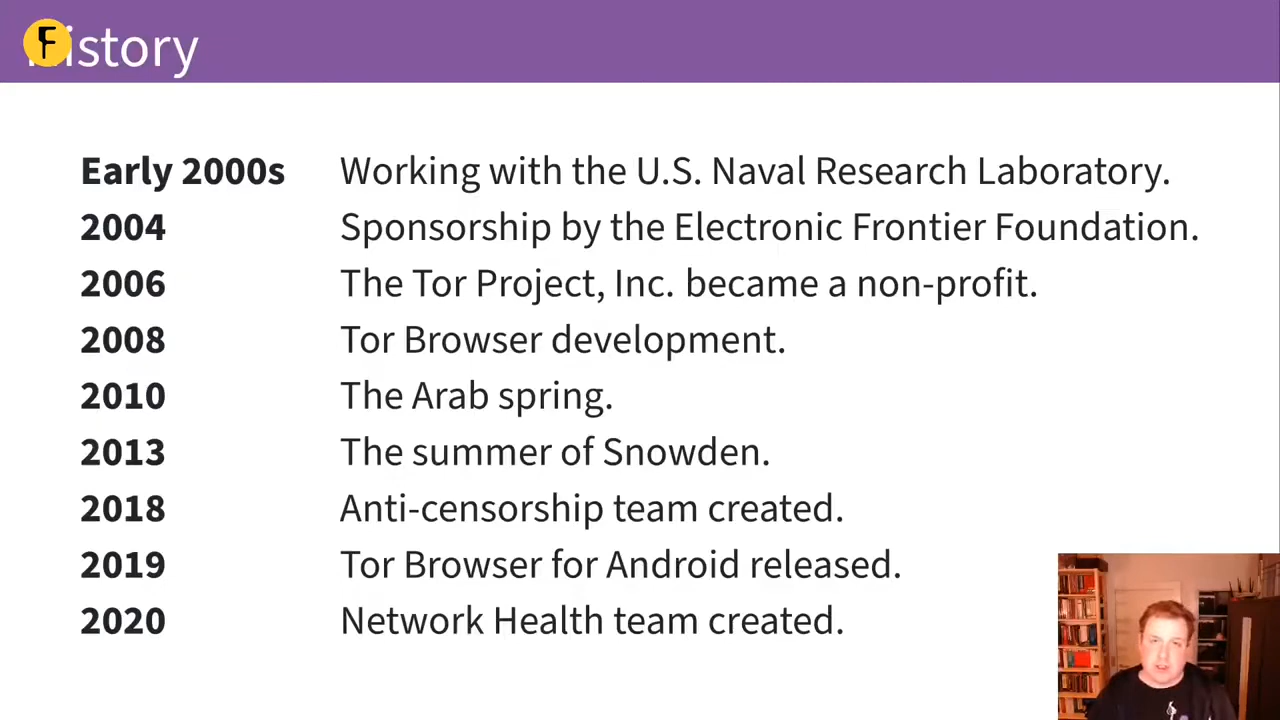 History
Early 2000s Working with the U.S. Naval Research Laboratory.
2004 Sponsorship by the Electronic Frontier Foundation.
2006 The Tor Project, Inc. became a non-profit.
2008 Tor Browser development.
2010 The Arab spring.
2013 The summer of Snowden.
2018 Anti-censorship team created.
2019 Tor Browser for Android released.
2020 Network Health team created.